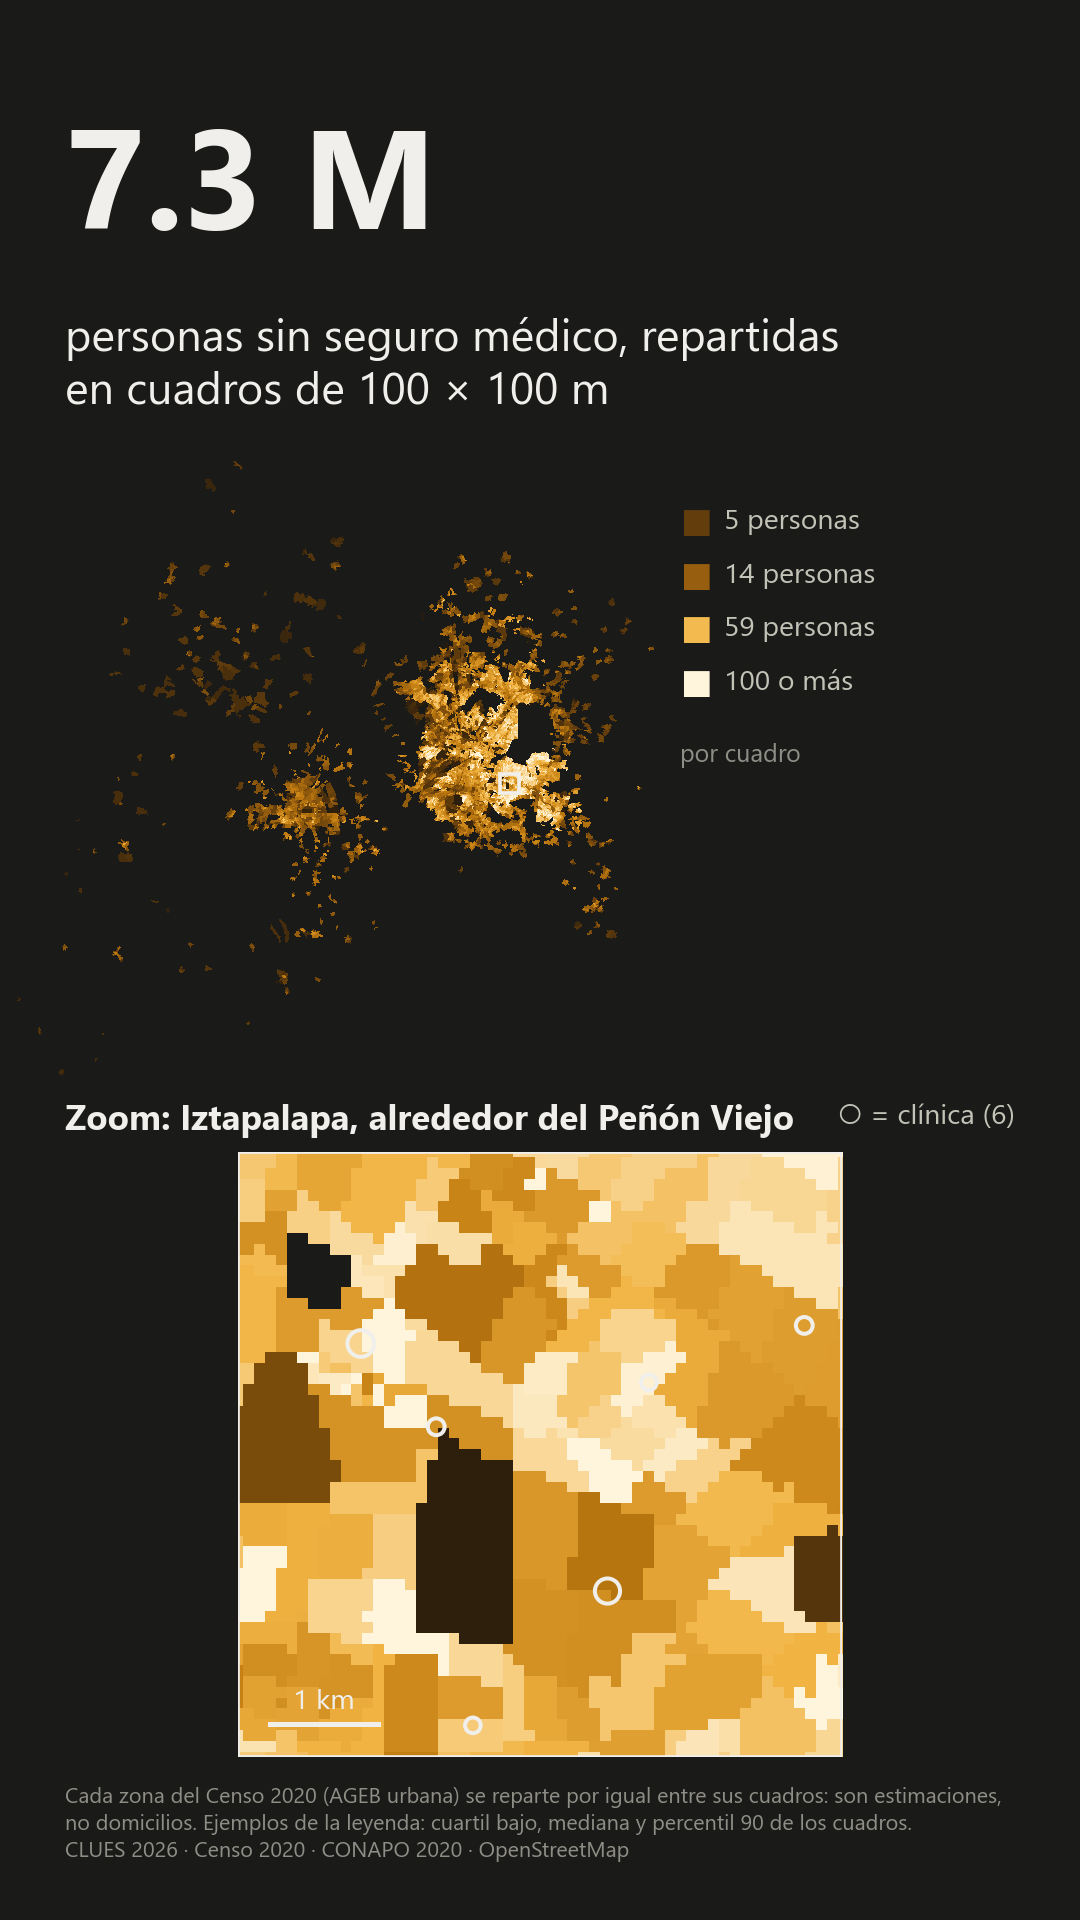 7.3 M
personas sin seguro médico, repartidas
en cuadros de 100 × 100 m
5 personas
14 personas
59 personas
100 o más
por cuadro
Zoom: Iztapalapa, alrededor del Peñón Viejo
○ = clínica (6)
1 km
Cada zona del Censo 2020 (AGEB urbana) se reparte por igual entre sus cuadros: son estimaciones,
no domicilios. Ejemplos de la leyenda: cuartil bajo, mediana y percentil 90 de los cuadros.
CLUES 2026 · Censo 2020 · CONAPO 2020 · OpenStreetMap